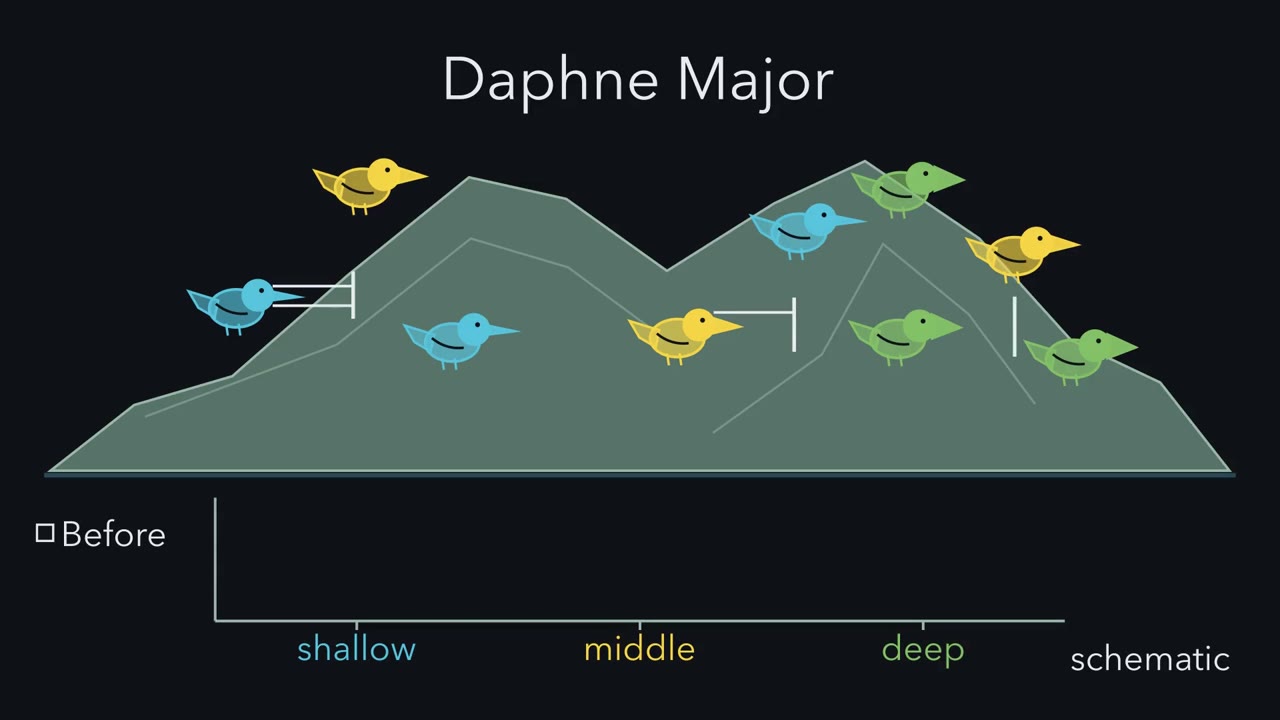 Daphne Major
Before
shallow
middle
deep
schematic